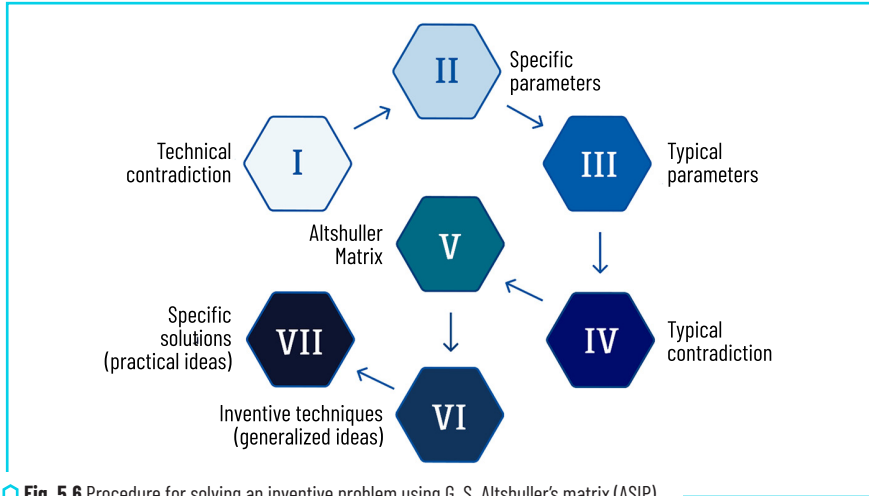 II
Specific
parameters
I
Technical
contradiction
III
Typical
parameters
V
Altshuller
Matrix
IV
Typical
contradiction
VII
Specific
solutions
(practical ideas)
VI
Inventive techniques
(generalized ideas)
Fig. 5.6 Procedure for solving an inventive problem using G. S. Altshuller's matrix (ASIP)